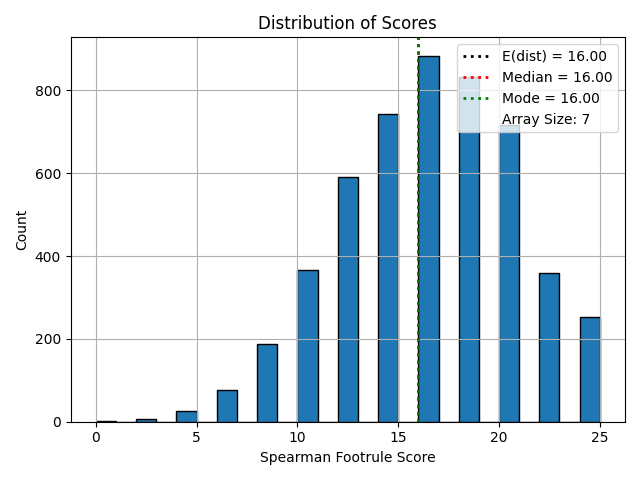 Distribution of Scores
E(dist) = 16.00
Median = 16.00
Mode = 16.00
Array Size: 7
Count
800
600
400
200
0
0 5 10 15 20 25
Spearman Footrule Score